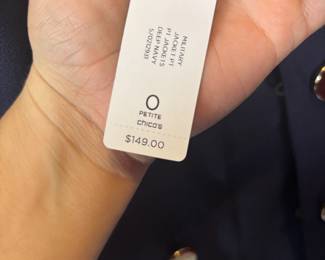 MILITARY
JACKET P1
P1 JACKETS
DEEP NAVY
0
PETITE
chico's
$149.00